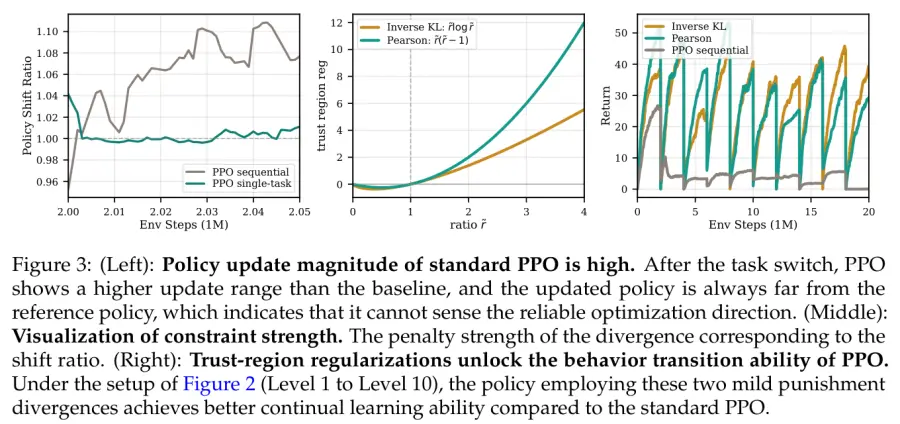 1.10
1.08
1.06
1.04
1.02
1.00
0.98
0.96
Policy Shift Ratio
PPO sequential
PPO single-task
2.00 2.01 2.02 2.03 2.04 2.05
Env Steps (1M)
12
10
8
6
4
2
0
trust region reg
Inverse KL: r̃log r̃
Pearson: r̃(r̃ − 1)
0 1 2 3 4
ratio r̃
50
40
30
20
10
0
Return
Inverse KL
Pearson
PPO sequential
0 5 10 15 20
Env Steps (1M)
Figure 3: (Left): Policy update magnitude of standard PPO is high. After the task switch, PPO
shows a higher update range than the baseline, and the updated policy is always far from the
reference policy, which indicates that it cannot sense the reliable optimization direction. (Middle):
Visualization of constraint strength. The penalty strength of the divergence corresponding to the
shift ratio. (Right): Trust-region regularizations unlock the behavior transition ability of PPO.
Under the setup of Figure 2 (Level 1 to Level 10), the policy employing these two mild punishment
divergences achieves better continual learning ability compared to the standard PPO.